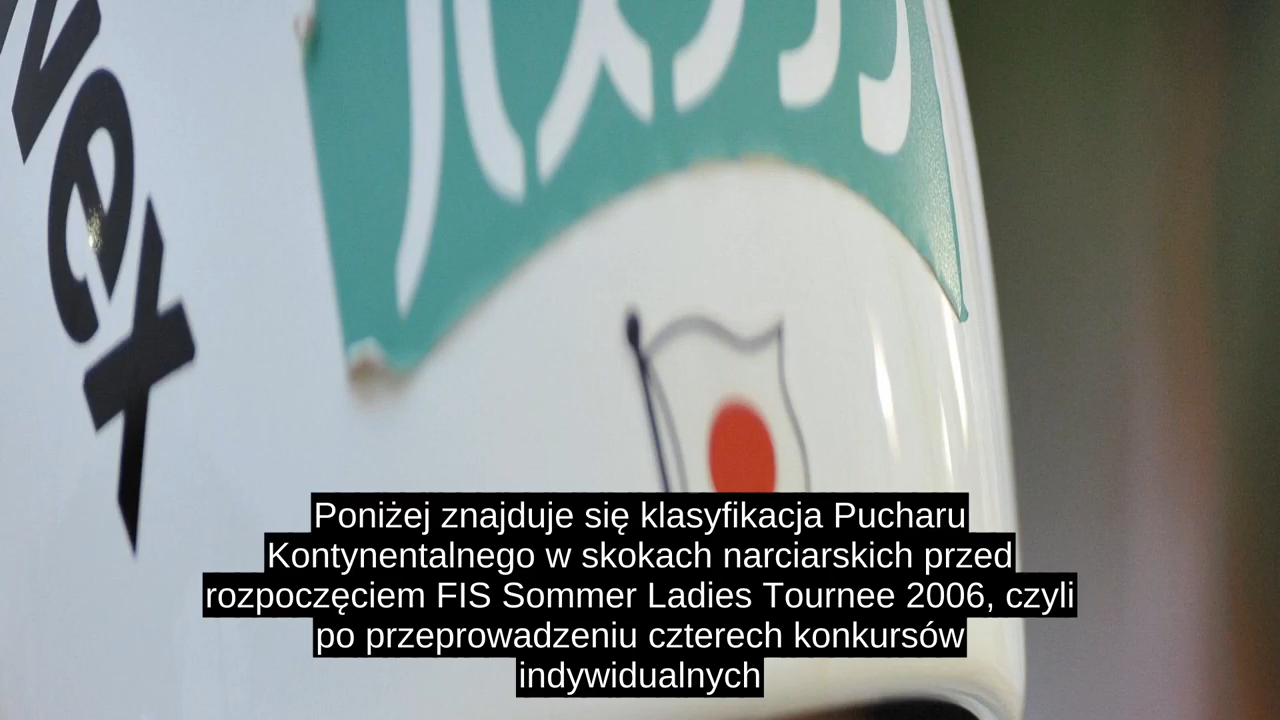 Poniżej znajduje się klasyfikacja Pucharu
Kontynentalnego w skokach narciarskich przed
rozpoczęciem FIS Sommer Ladies Tournee 2006, czyli
po przeprowadzeniu czterech konkursów
indywidualnych